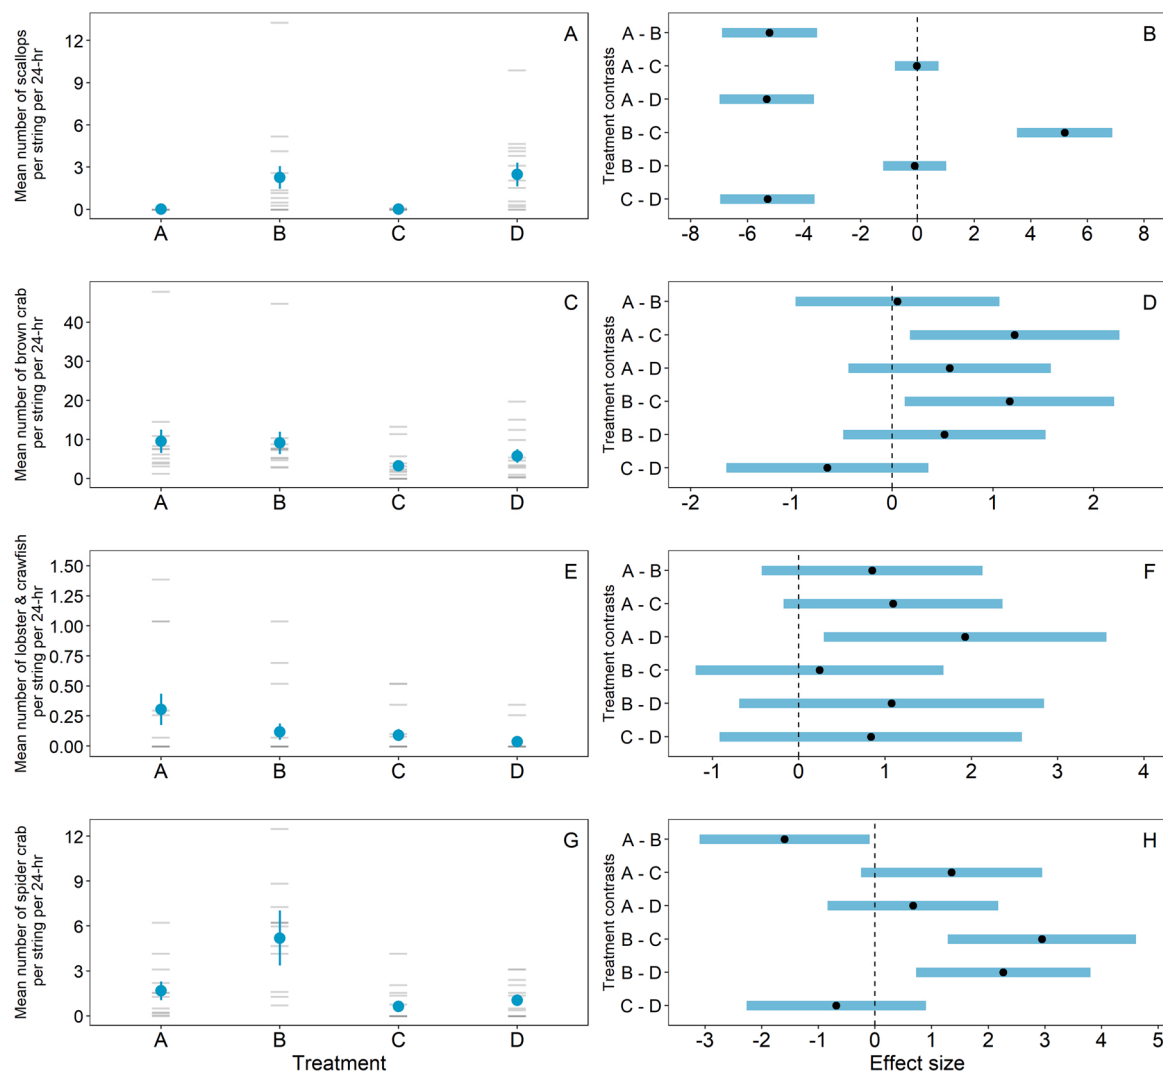 Mean number of scallops
per string per 24-hr
12
9
6
3
0
A
A B C D
Treatment contrasts
A - B
A - C
A - D
B - C
B - D
C - D
B
-8 -6 -4 -2 0 2 4 6 8
Mean number of brown crab
per string per 24-hr
40
30
20
10
0
C
A B C D
Treatment contrasts
A - B
A - C
A - D
B - C
B - D
C - D
D
-2 -1 0 1 2
Mean number of lobster & crawfish
per string per 24-hr
1.50
1.25
1.00
0.75
0.50
0.25
0.00
E
A B C D
Treatment contrasts
A - B
A - C
A - D
B - C
B - D
C - D
F
-1 0 1 2 3 4
Mean number of spider crab
per string per 24-hr
12
9
6
3
0
G
A B C D
Treatment
Treatment contrasts
A - B
A - C
A - D
B - C
B - D
C - D
H
-3 -2 -1 0 1 2 3 4 5
Effect size